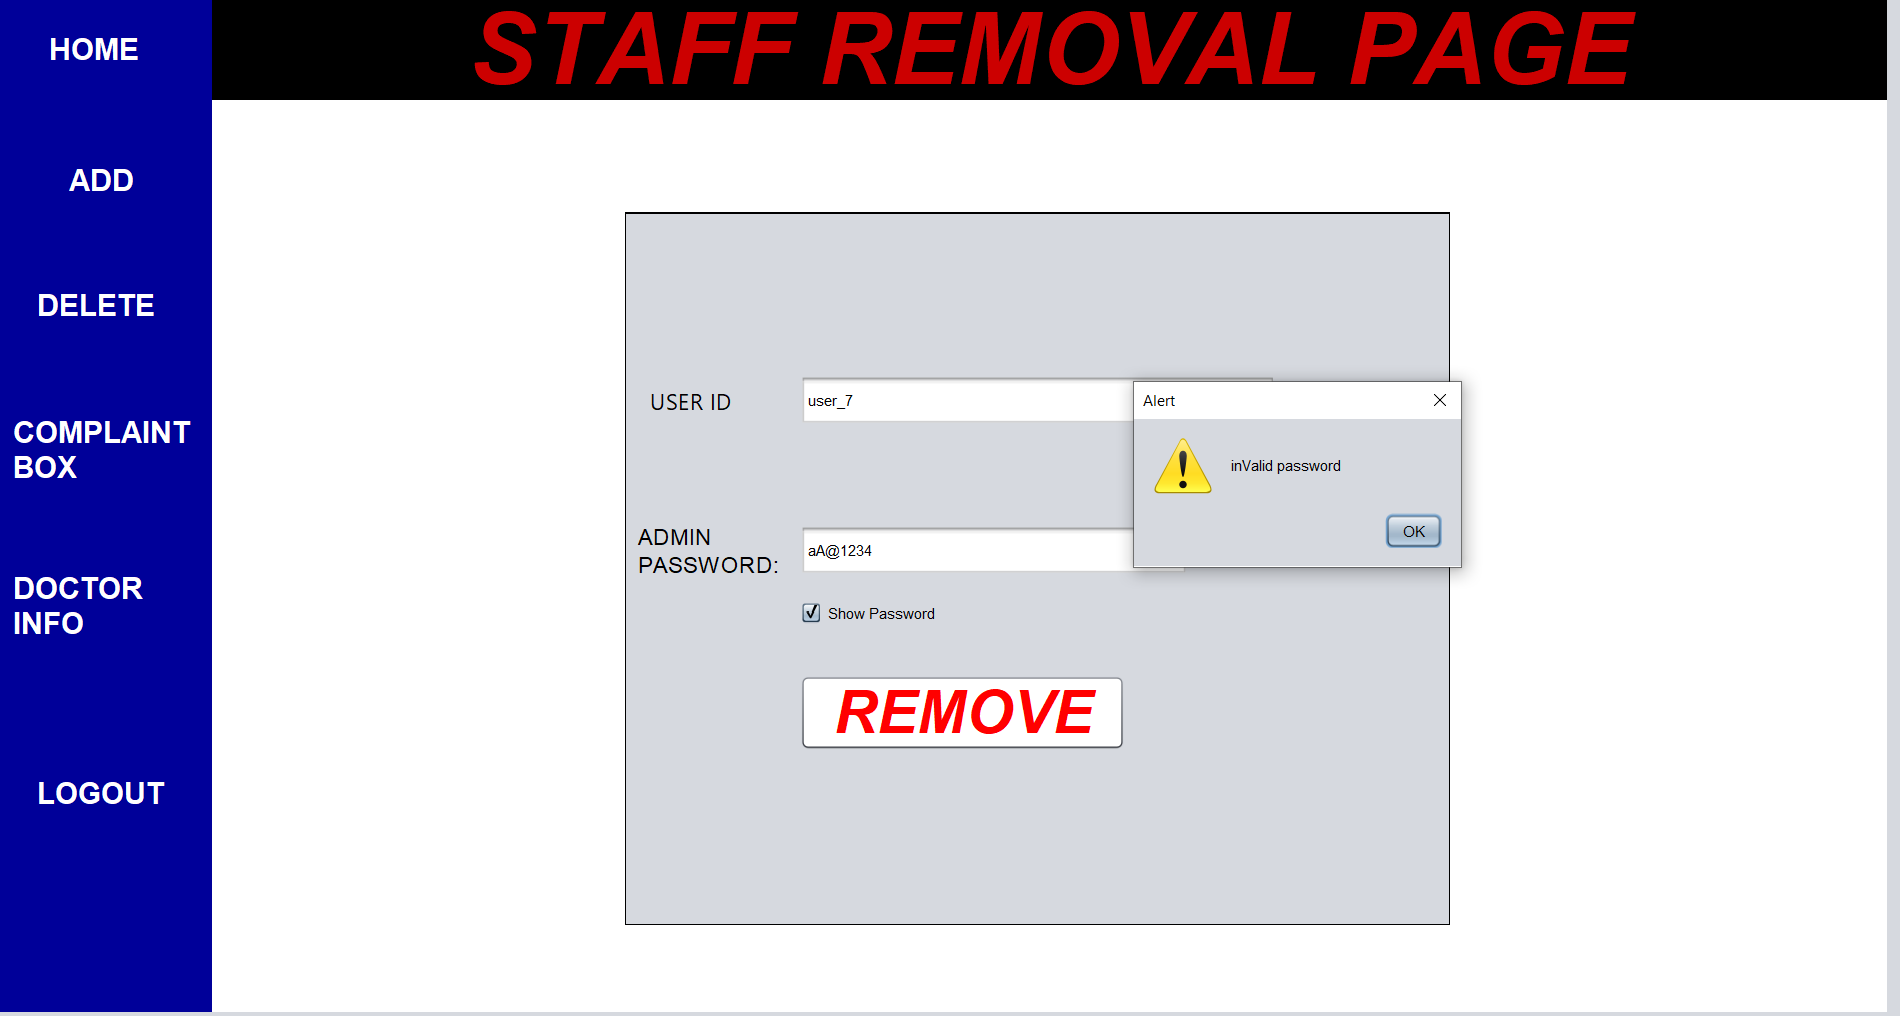 STAFF REMOVAL PAGE
HOME
ADD
DELETE
COMPLAINT
BOX
DOCTOR
INFO
LOGOUT
USER ID
user_7
ADMIN
PASSWORD:
aA@1234
Show Password
REMOVE
Alert
inValid password
OK